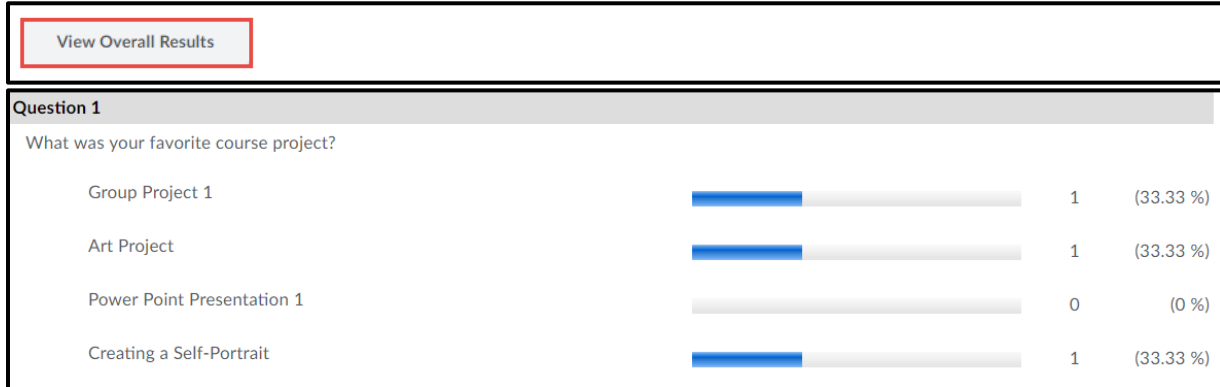 View Overall Results
Question 1
What was your favorite course project?
Group Project 1 1 (33.33 %)
Art Project 1 (33.33 %)
Power Point Presentation 1 0 (0 %)
Creating a Self-Portrait 1 (33.33 %)